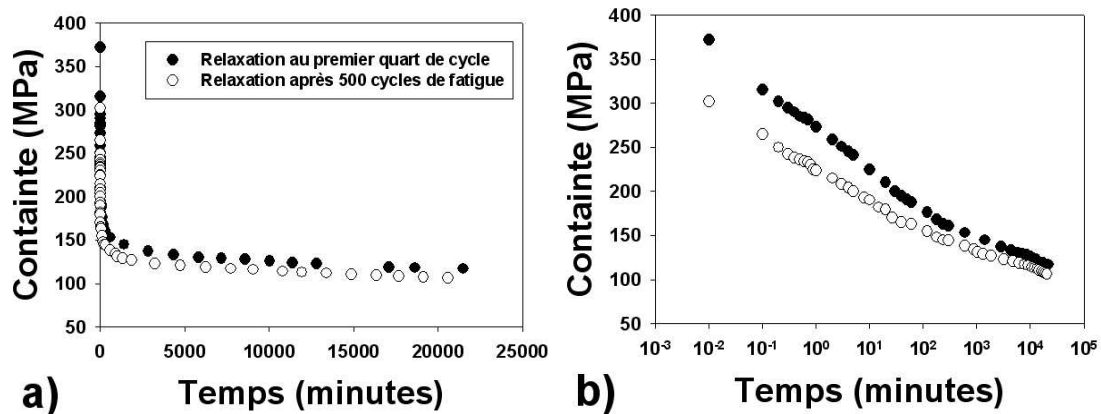 400
350
300
250
200
150
100
50
Containte (MPa)
Relaxation au premier quart de cycle
Relaxation après 500 cycles de fatigue
0 5000 10000 15000 20000 25000
Temps (minutes)
a)
400
350
300
250
200
150
100
50
Containte (MPa)
10⁻³ 10⁻² 10⁻¹ 10⁰ 10¹ 10² 10³ 10⁴ 10⁵
Temps (minutes)
b)